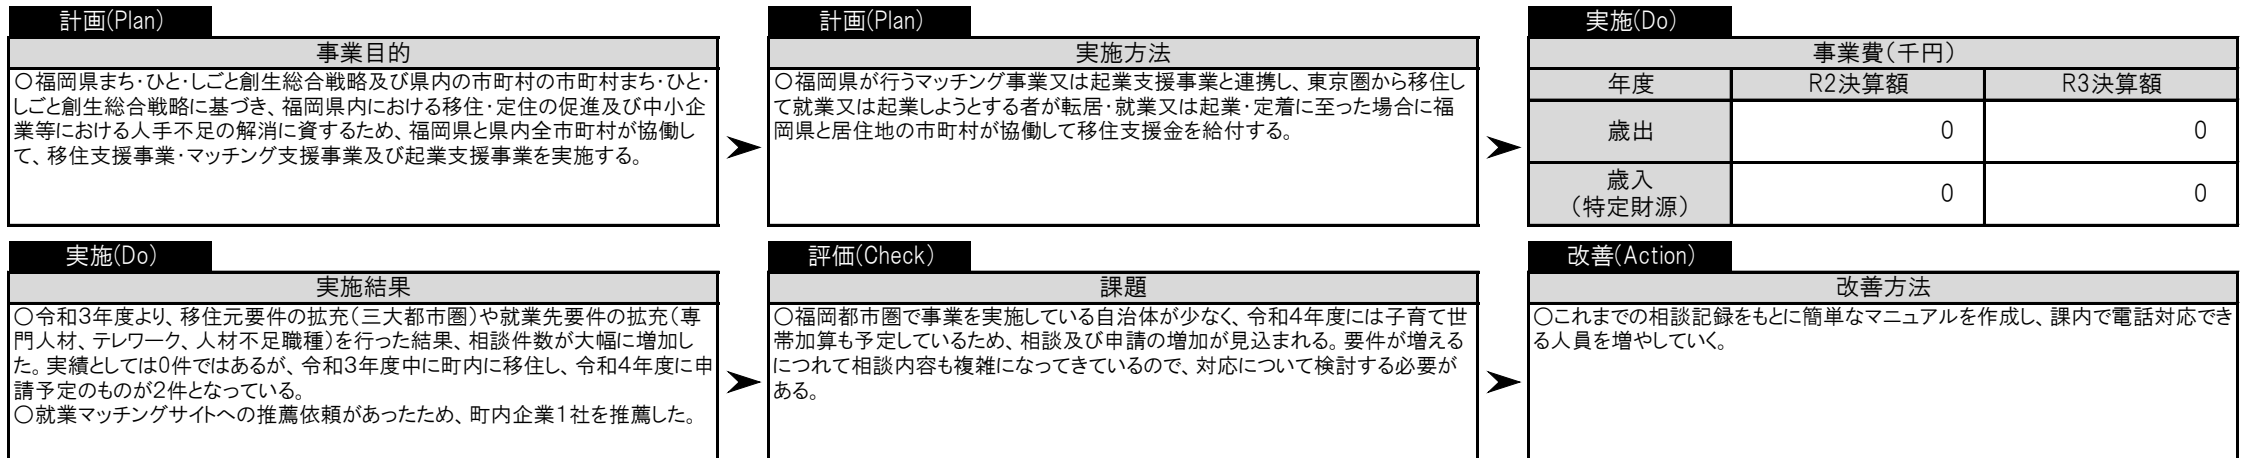 計画(Plan)
事業目的
〇福岡県まち・ひと・しごと創生総合戦略及び県内の市町村の市町村まち・ひと・
しごと創生総合戦略に基づき、福岡県内における移住・定住の促進及び中小企
業等における人手不足の解消に資するため、福岡県と県内全市町村が協働し
て、移住支援事業・マッチング支援事業及び起業支援事業を実施する。
計画(Plan)
実施方法
〇福岡県が行うマッチング事業又は起業支援事業と連携し、東京圏から移住し
て就業又は起業しようとする者が転居・就業又は起業・定着に至った場合に福
岡県と居住地の市町村が協働して移住支援金を給付する。
実施(Do)
事業費(千円)
年度 R2決算額 R3決算額
歳出 0 0
歳入
(特定財源) 0 0
実施(Do)
実施結果
〇令和3年度より、移住元要件の拡充(三大都市圏)や就業先要件の拡充(専
門人材、テレワーク、人材不足職種)を行った結果、相談件数が大幅に増加し
た。実績としては0件ではあるが、令和3年度中に町内に移住し、令和4年度に申
請予定のものが2件となっている。
〇就業マッチングサイトへの推薦依頼があったため、町内企業1社を推薦した。
評価(Check)
課題
〇福岡都市圏で事業を実施している自治体が少なく、令和4年度には子育て世
帯加算も予定しているため、相談及び申請の増加が見込まれる。要件が増える
につれて相談内容も複雑になってきているので、対応について検討する必要が
ある。
改善(Action)
改善方法
〇これまでの相談記録をもとに簡単なマニュアルを作成し、課内で電話対応でき
る人員を増やしていく。